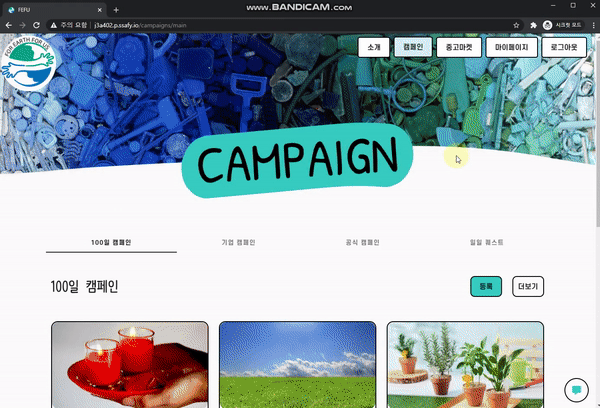 www.BANDICAM.com
FEFU
주의 요함 j3a402.p.ssafy.io/campaigns/main
시크릿 모드
FOR EARTH FOR US
소개 캠페인 중고마켓 마이페이지 로그아웃
CAMPAIGN
100일 캠페인 기업 캠페인 공식 캠페인 일일 퀘스트
100일 캠페인 등록 더보기